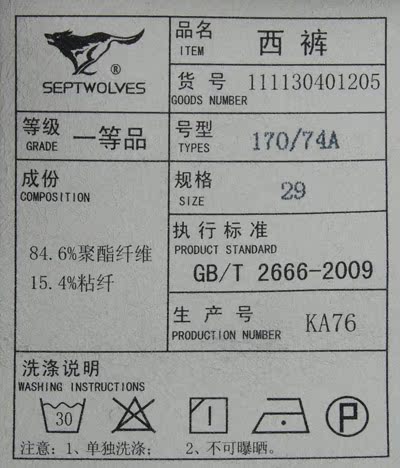 SEPTWOLVES ®
品名 ITEM 西裤
货号 GOODS NUMBER 111130401205
等级 GRADE 一等品
号型 TYPES 170/74A
成份 COMPOSITION
84.6%聚酯纤维
15.4%粘纤
规格 SIZE 29
执行标准
PRODUCT STANDARD
GB/T 2666-2009
生产号 PRODUCTION NUMBER KA76
洗涤说明
WASHING INSTRUCTIONS
30 P
注意：1、单独洗涤； 2、不可曝晒。